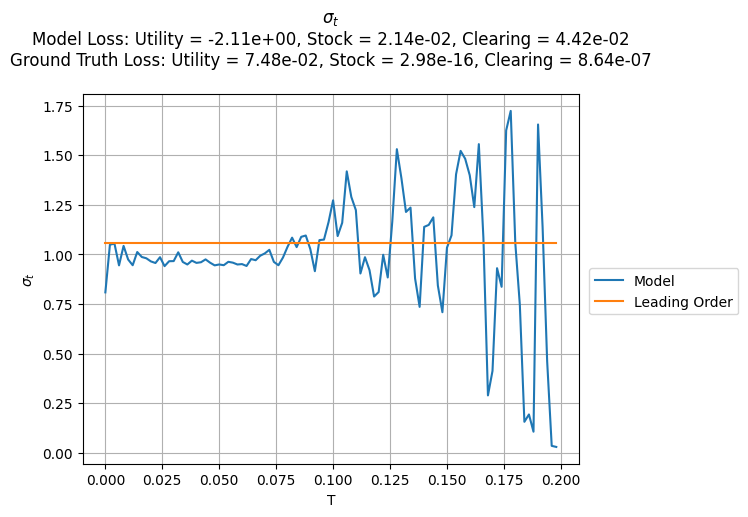 σt
Model Loss: Utility = -2.11e+00, Stock = 2.14e-02, Clearing = 4.42e-02
Ground Truth Loss: Utility = 7.48e-02, Stock = 2.98e-16, Clearing = 8.64e-07
1.75
1.50
1.25
1.00
0.75
0.50
0.25
0.00
σt
0.000 0.025 0.050 0.075 0.100 0.125 0.150 0.175 0.200
T
Model
Leading Order